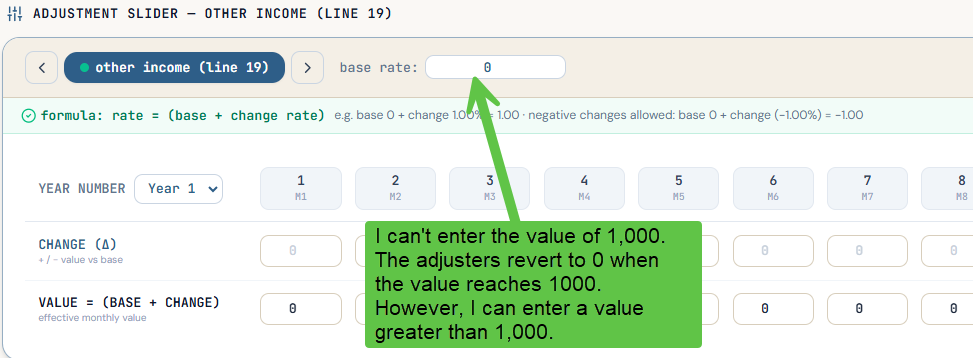 ADJUSTMENT SLIDER — OTHER INCOME (LINE 19)
other income (line 19) base rate: 0
formula: rate = (base + change rate) e.g. base 0 + change 1.00% = 1.00 · negative changes allowed: base 0 + change (−1.00%) = −1.00
YEAR NUMBER Year 1 1 2 3 4 5 6 7 8
M1 M2 M3 M4 M5 M6 M7 M8
I can't enter the value of 1,000.
The adjusters revert to 0 when
the value reaches 1000.
However, I can enter a value
greater than 1,000.
CHANGE (Δ) 0 0 0 0
+ / − value vs base
VALUE = (BASE + CHANGE) 0 0 0 0
effective monthly value